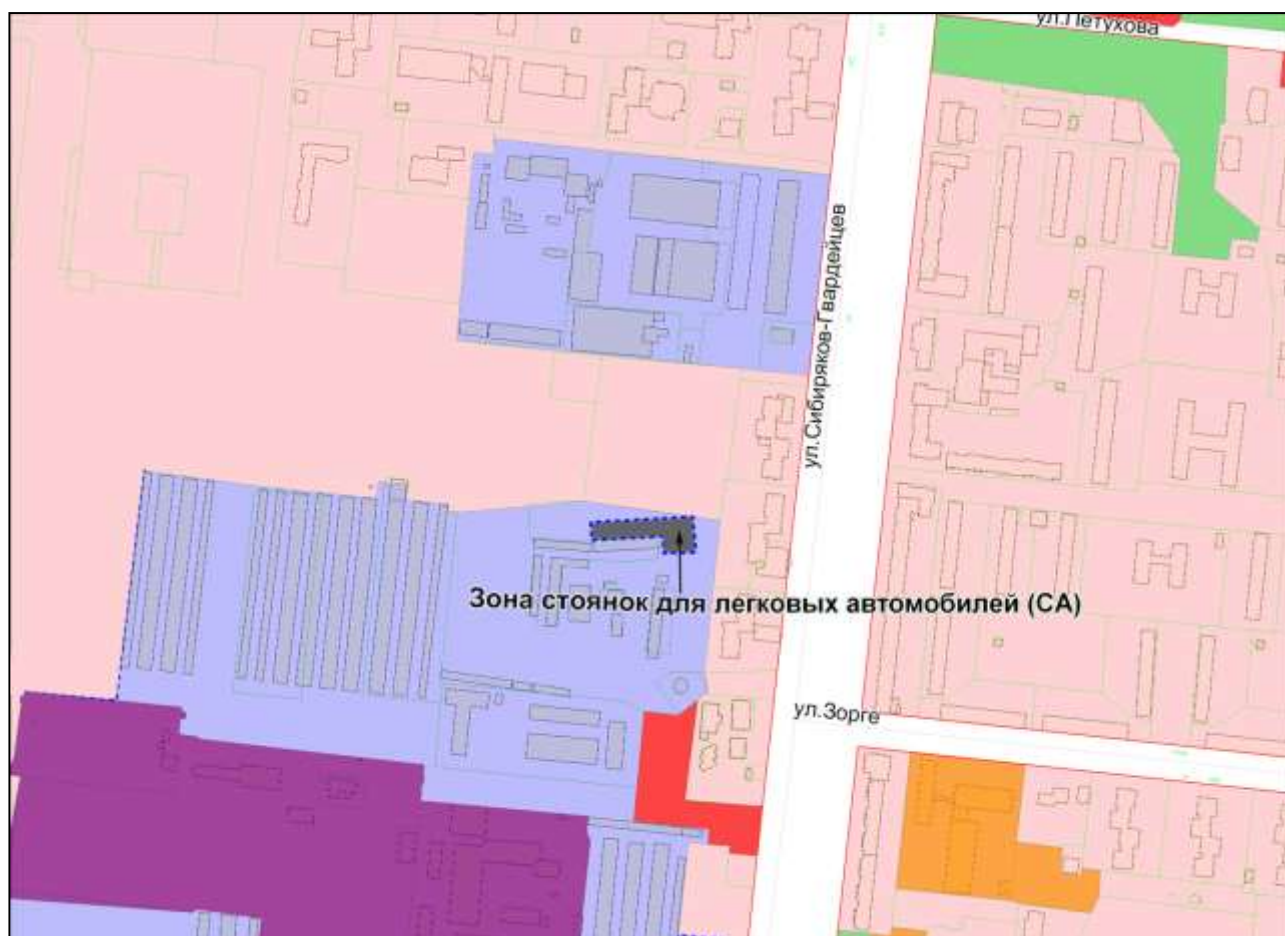 ул.Петухова
ул.Сибиряков-Гвардейцев
Зона стоянок для легковых автомобилей (СА)
ул.Зорге